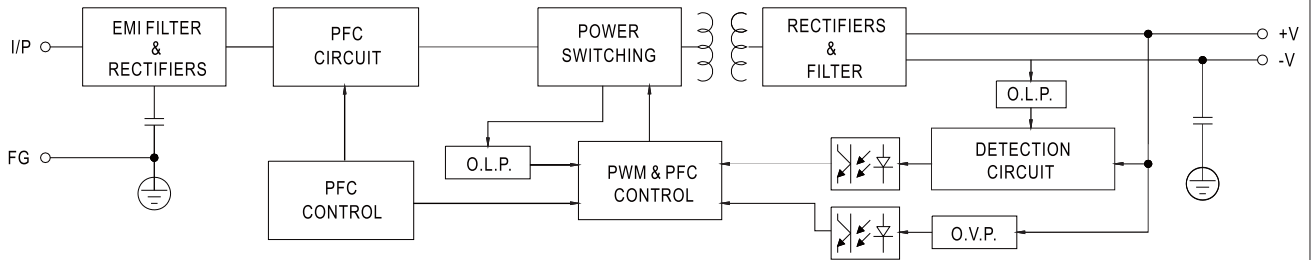 I/P
EMI FILTER
&
RECTIFIERS
PFC
CIRCUIT
POWER
SWITCHING
RECTIFIERS
&
FILTER
+V
-V
O.L.P.
FG
O.L.P.
PFC
CONTROL
PWM & PFC
CONTROL
DETECTION
CIRCUIT
O.V.P.